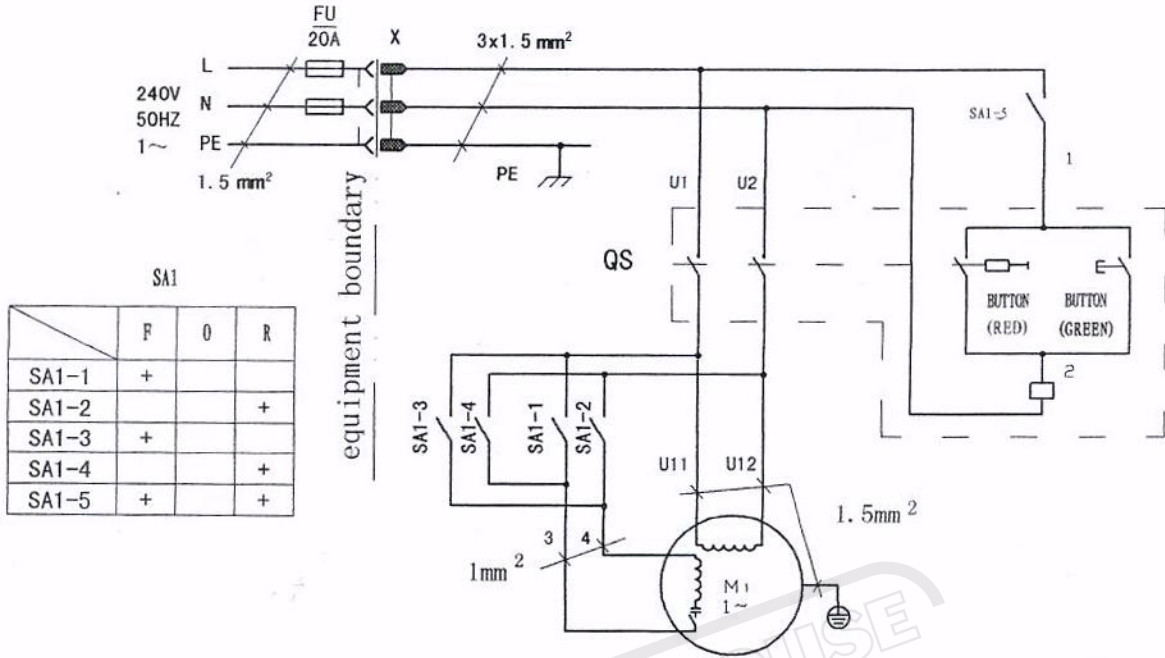 FU
20A
X
3x1.5 mm²
L
240V
50HZ
1~
N
PE
1.5 mm²
PE
SA1-5
1
U1
U2
equipment boundary
QS
BUTTON
(RED)
BUTTON
(GREEN)
2
SA1
F 0 R
SA1-1 +
SA1-2 +
SA1-3 +
SA1-4 +
SA1-5 + +
SA1-3
SA1-4
SA1-1
SA1-2
U11
U12
1.5mm²
3
4
1mm²
M1
1~